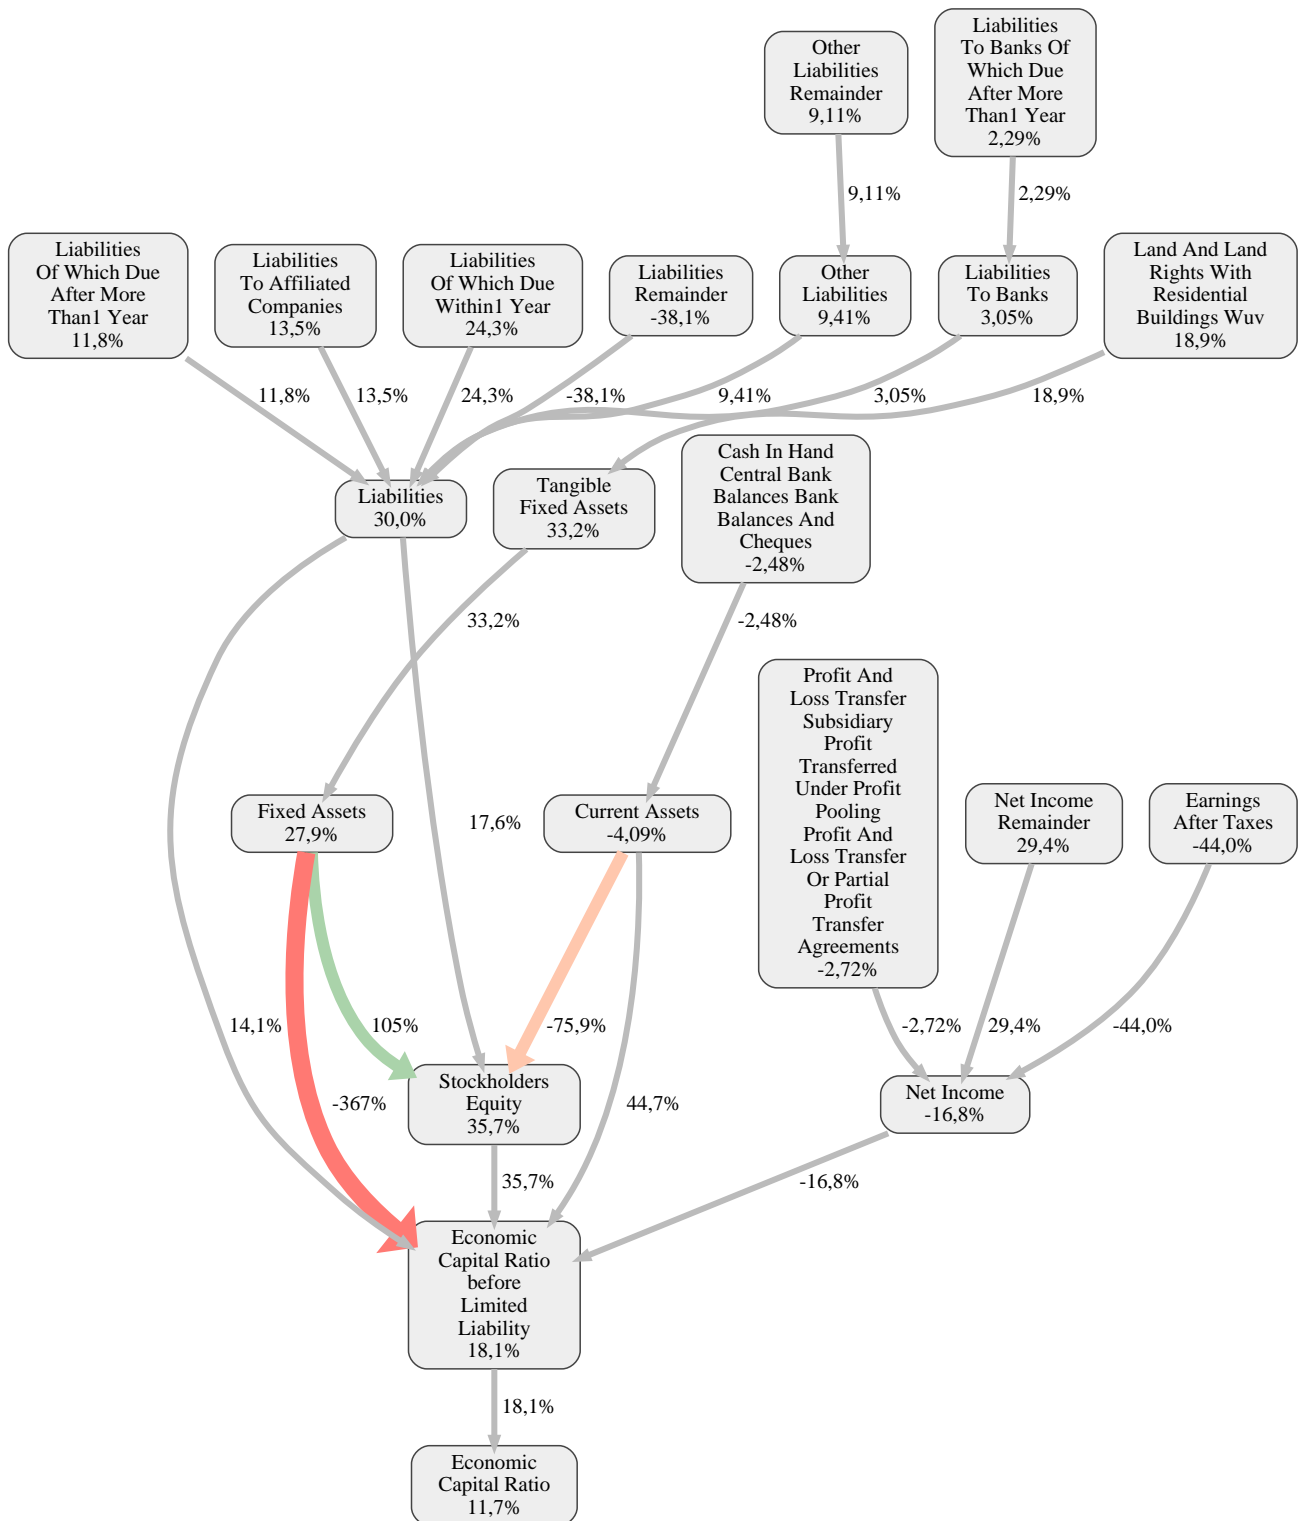 Other
Liabilities
Remainder
9,11%
Liabilities
To Banks Of
Which Due
After More
Than1 Year
2,29%
9,11%
2,29%
Liabilities
Of Which Due
After More
Than1 Year
11,8%
Liabilities
To Affiliated
Companies
13,5%
Liabilities
Of Which Due
Within1 Year
24,3%
Liabilities
Remainder
-38,1%
Other
Liabilities
9,41%
Liabilities
To Banks
3,05%
Land And Land
Rights With
Residential
Buildings Wuv
18,9%
11,8%
13,5%
24,3%
-38,1%
9,41%
3,05%
18,9%
Liabilities
30,0%
Tangible
Fixed Assets
33,2%
Cash In Hand
Central Bank
Balances Bank
Balances And
Cheques
-2,48%
33,2%
-2,48%
Profit And
Loss Transfer
Subsidiary
Profit
Transferred
Under Profit
Pooling
Profit And
Loss Transfer
Or Partial
Profit
Transfer
Agreements
-2,72%
Fixed Assets
27,9%
17,6%
Current Assets
-4,09%
Net Income
Remainder
29,4%
Earnings
After Taxes
-44,0%
14,1%
105%
-75,9%
-2,72%
29,4%
-44,0%
-367%
Stockholders
Equity
35,7%
44,7%
Net Income
-16,8%
35,7%
-16,8%
Economic
Capital Ratio
before
Limited
Liability
18,1%
18,1%
Economic
Capital Ratio
11,7%